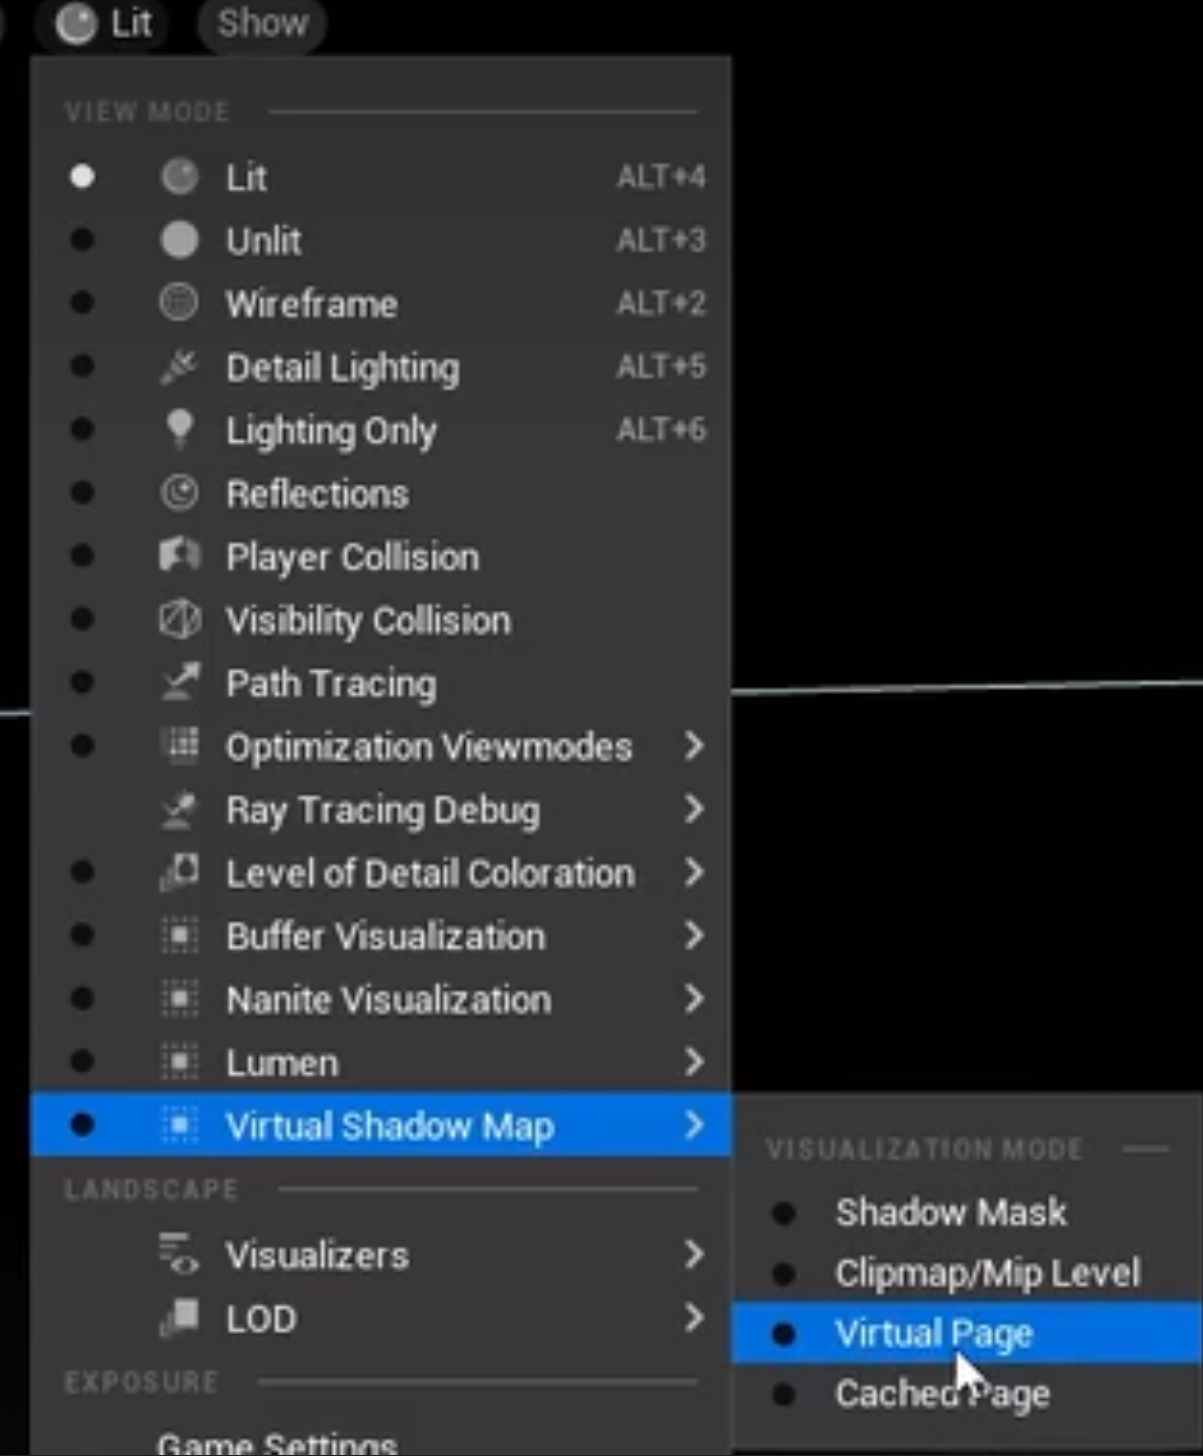 Lit Show
VIEW MODE
Lit ALT+4
Unlit ALT+3
Wireframe ALT+2
Detail Lighting ALT+5
Lighting Only ALT+6
Reflections
Player Collision
Visibility Collision
Path Tracing
Optimization Viewmodes
Ray Tracing Debug
Level of Detail Coloration
Buffer Visualization
Nanite Visualization
Lumen
Virtual Shadow Map
LANDSCAPE
Visualizers
LOD
EXPOSURE
Game Settings
VISUALIZATION MODE
Shadow Mask
Clipmap/Mip Level
Virtual Page
Cached Page